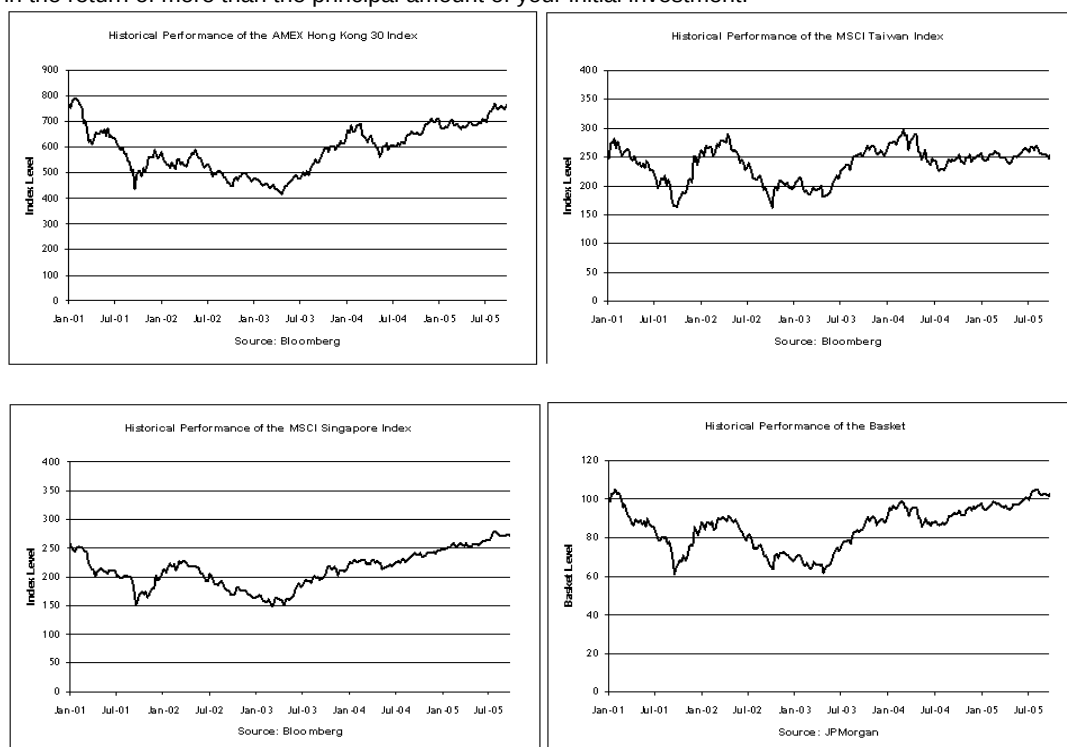 in the return of more than the principal amount of your initial investment.
Historical Performance of the AMEX Hong Kong 30 Index
900
800
700
600
500
400
300
200
100
0
Index Level
Jan-01 Jul-01 Jan-02 Jul-02 Jan-03 Jul-03 Jan-04 Jul-04 Jan-05 Jul-05
Source: Bloomberg
Historical Performance of the MSCI Taiwan Index
400
350
300
250
200
150
100
50
0
Index Level
Jan-01 Jul-01 Jan-02 Jul-02 Jan-03 Jul-03 Jan-04 Jul-04 Jan-05 Jul-05
Source: Bloomberg
Historical Performance of the MSCI Singapore Index
400
350
300
250
200
150
100
50
0
Index Level
Jan-01 Jul-01 Jan-02 Jul-02 Jan-03 Jul-03 Jan-04 Jul-04 Jan-05 Jul-05
Source: Bloomberg
Historical Performance of the Basket
120
100
80
60
40
20
0
Basket Level
Jan-01 Jul-01 Jan-02 Jul-02 Jan-03 Jul-03 Jan-04 Jul-04 Jan-05 Jul-05
Source: JPMorgan